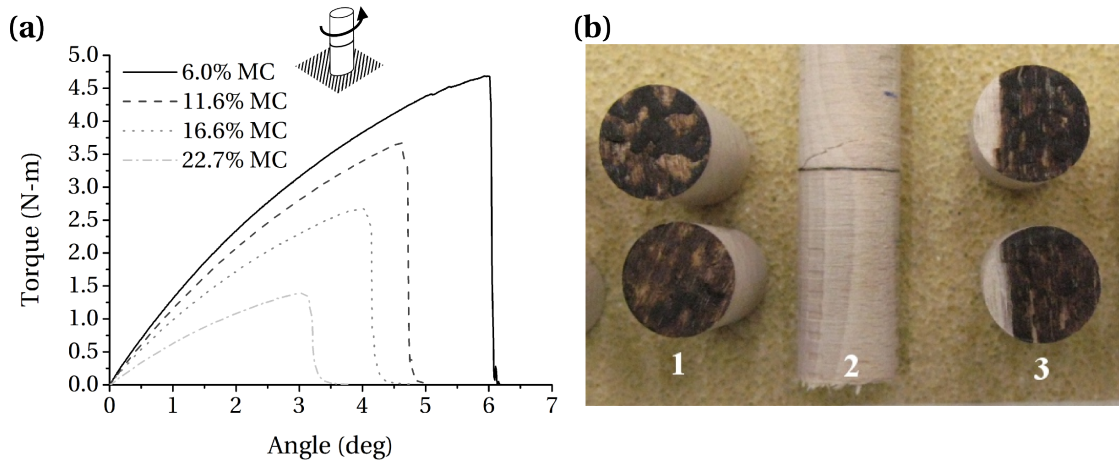 (a)
5.0
4.5
4.0
3.5
3.0
2.5
2.0
1.5
1.0
0.5
0.0
Torque (N-m)
6.0% MC
11.6% MC
16.6% MC
22.7% MC
0 1 2 3 4 5 6 7
Angle (deg)
(b)
1 2 3